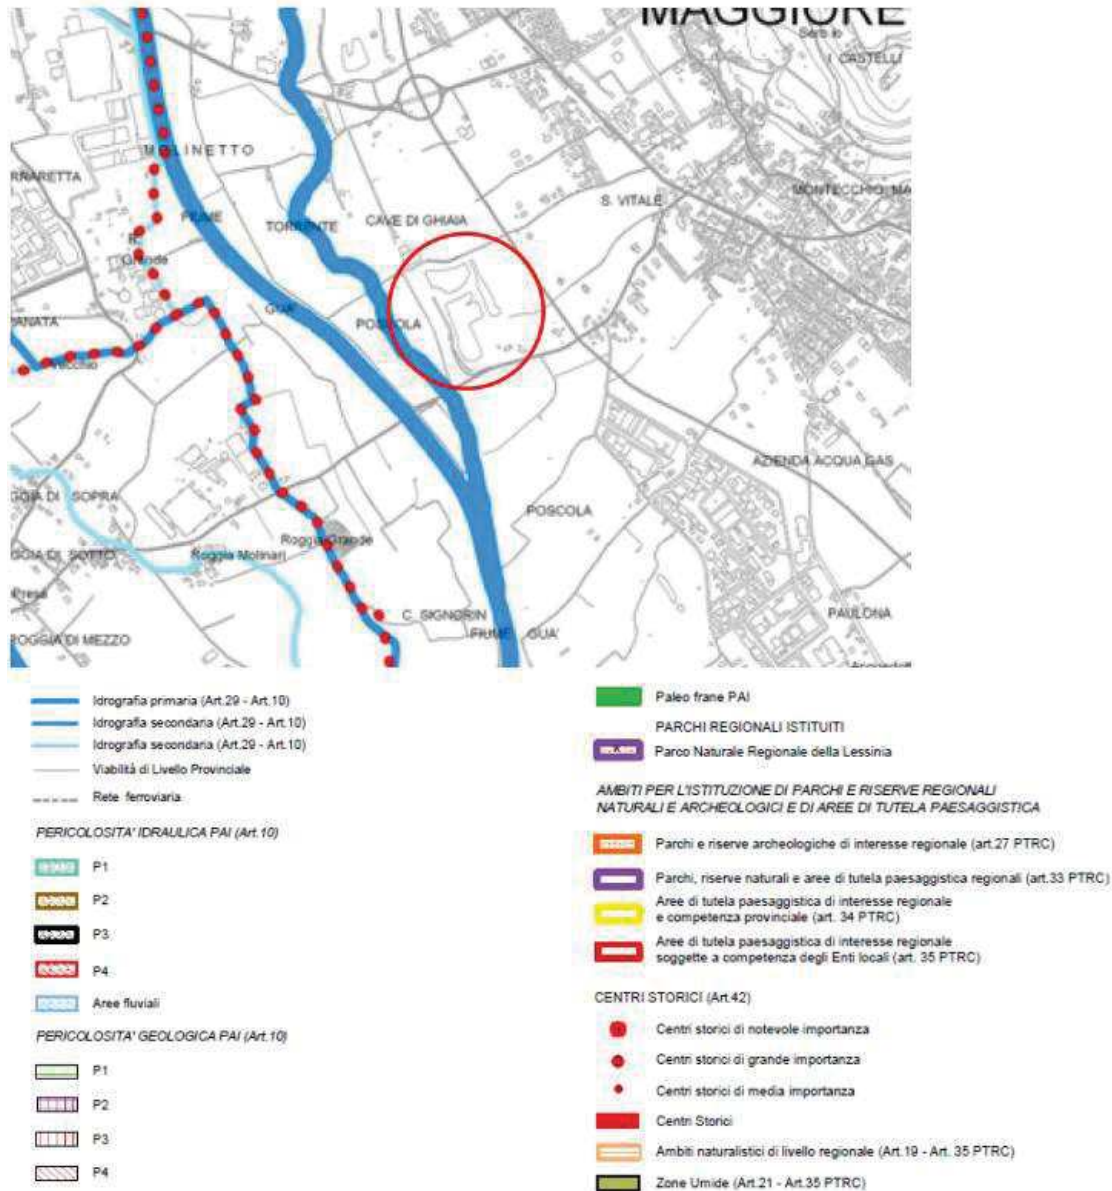 MAGGIORE
I CASTELLI
MOLINETTO
RRARETTA
MONTECCHIO MA
S. VITALE
FIUME
TORRENTE
CAVE DI GHIAIA
R.
Grande
GUA'
POSCOLA
ANATA'
Vecchio
AZIENDA ACQUA GAS
GGIA DI SOPRA
POSCOLA
Roggia Grande
GGIA DI SOTTO
Roggia Molinari
Presa
C. SIGNORIN
PAULONA
ROGGIA DI MEZZO
FIUME GUA'
Idrografia primaria (Art.29 - Art.10)
Idrografia secondaria (Art.29 - Art.10)
Idrografia secondaria (Art.29 - Art.10)
Viabilità di Livello Provinciale
Rete ferroviaria
PERICOLOSITA' IDRAULICA PAI (Art.10)
P1
P2
P3
P4
Aree fluviali
PERICOLOSITA' GEOLOGICA PAI (Art.10)
P1
P2
P3
P4
Paleo frane PAI
PARCHI REGIONALI ISTITUITI
Parco Naturale Regionale della Lessinia
AMBITI PER L'ISTITUZIONE DI PARCHI E RISERVE REGIONALI
NATURALI E ARCHEOLOGICI E DI AREE DI TUTELA PAESAGGISTICA
Parchi e riserve archeologiche di interesse regionale (art.27 PTRC)
Parchi, riserve naturali e aree di tutela paesaggistica regionali (art.33 PTRC)
Aree di tutela paesaggistica di interesse regionale
e competenza provinciale (art. 34 PTRC)
Aree di tutela paesaggistica di interesse regionale
soggette a competenza degli Enti locali (art. 35 PTRC)
CENTRI STORICI (Art.42)
Centri storici di notevole importanza
Centri storici di grande importanza
Centri storici di media importanza
Centri Storici
Ambiti naturalistici di livello regionale (Art.19 - Art. 35 PTRC)
Zone Umide (Art.21 - Art.35 PTRC)